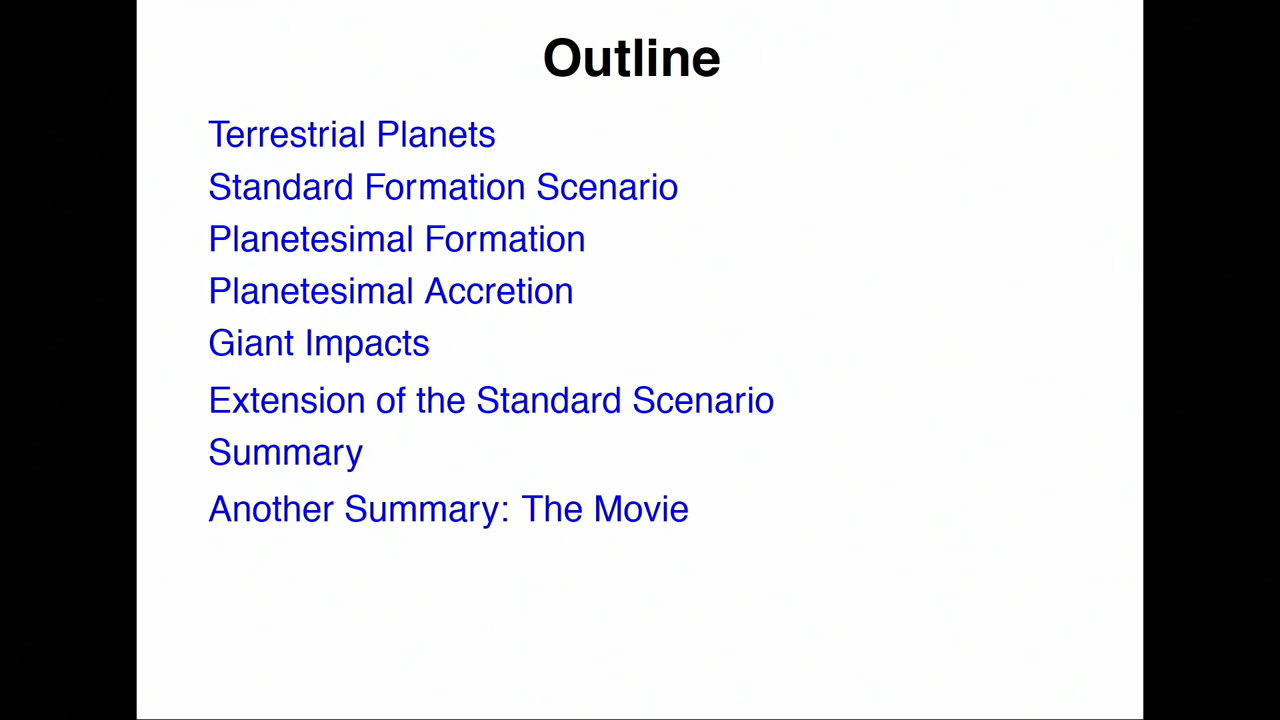 Outline
Terrestrial Planets
Standard Formation Scenario
Planetesimal Formation
Planetesimal Accretion
Giant Impacts
Extension of the Standard Scenario
Summary
Another Summary: The Movie